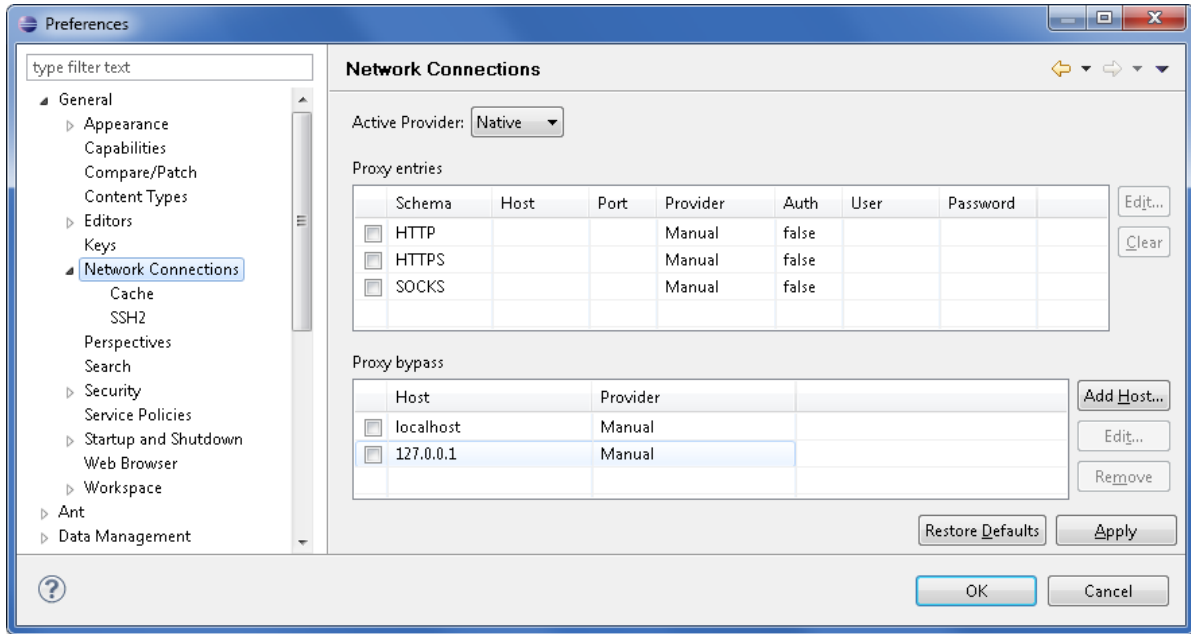 Preferences
type filter text
General
Appearance
Capabilities
Compare/Patch
Content Types
Editors
Keys
Network Connections
Cache
SSH2
Perspectives
Search
Security
Service Policies
Startup and Shutdown
Web Browser
Workspace
Ant
Data Management
Network Connections
Active Provider: Native
Proxy entries
Schema Host Port Provider Auth User Password
HTTP Manual false
HTTPS Manual false
SOCKS Manual false
Edit...
Clear
Proxy bypass
Host Provider
localhost Manual
127.0.0.1 Manual
Add Host...
Edit...
Remove
Restore Defaults Apply
OK Cancel